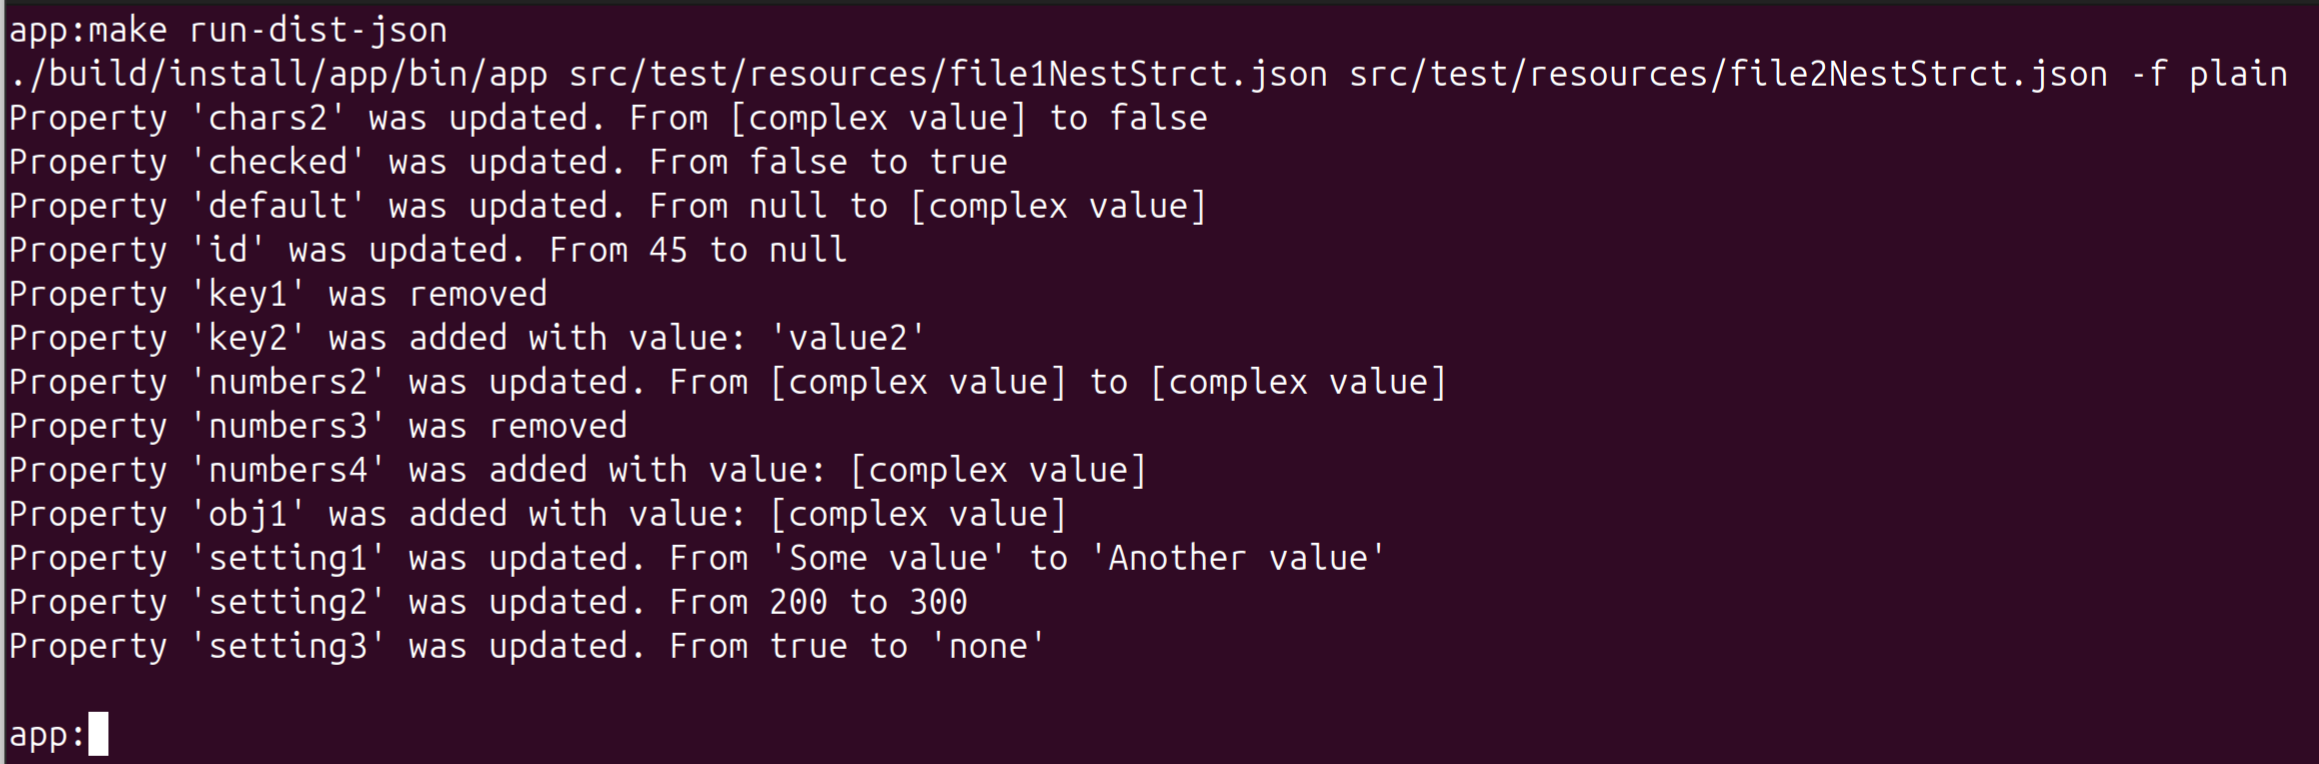 app:make run-dist-json
./build/install/app/bin/app src/test/resources/file1NestStrct.json src/test/resources/file2NestStrct.json -f plain
Property 'chars2' was updated. From [complex value] to false
Property 'checked' was updated. From false to true
Property 'default' was updated. From null to [complex value]
Property 'id' was updated. From 45 to null
Property 'key1' was removed
Property 'key2' was added with value: 'value2'
Property 'numbers2' was updated. From [complex value] to [complex value]
Property 'numbers3' was removed
Property 'numbers4' was added with value: [complex value]
Property 'obj1' was added with value: [complex value]
Property 'setting1' was updated. From 'Some value' to 'Another value'
Property 'setting2' was updated. From 200 to 300
Property 'setting3' was updated. From true to 'none'
app: